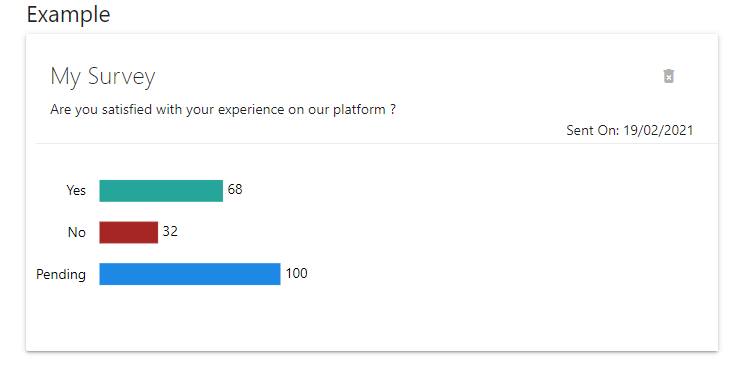 Example
My Survey
Are you satisfied with your experience on our platform ?
Sent On: 19/02/2021
Yes 68
No 32
Pending 100